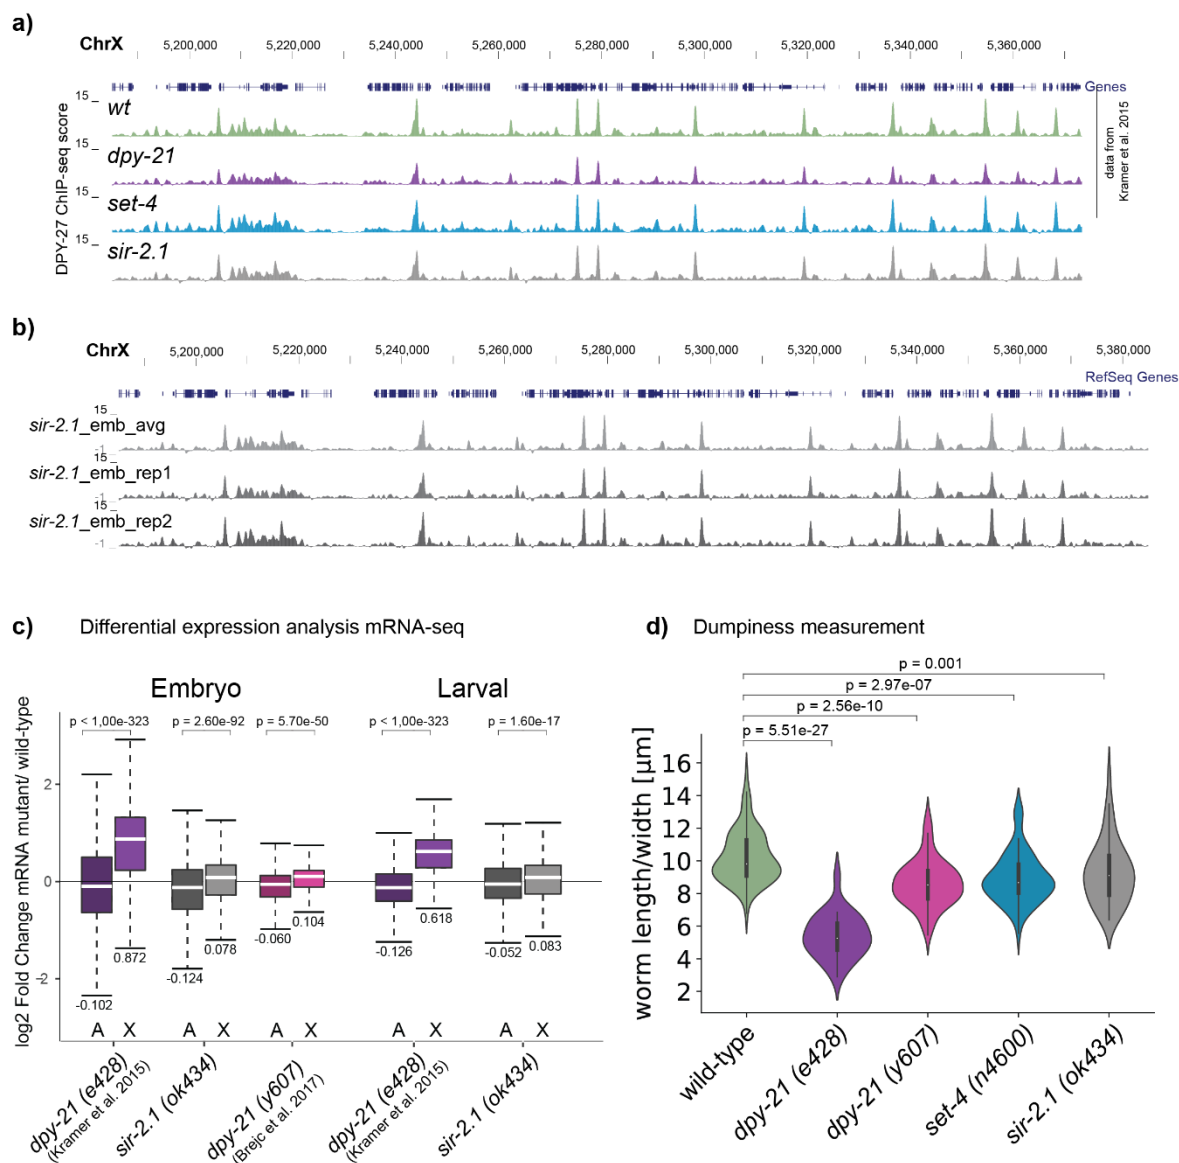 a)
ChrX
5,200,000 5,220,000 5,240,000 5,260,000 5,280,000 5,300,000 5,320,000 5,340,000 5,360,000
Genes
DPY-27 ChIP-seq score
15
wt
15
dpy-21
15
set-4
15
sir-2.1
data from
Kramer et al. 2015
b)
ChrX
5,200,000 5,220,000 5,240,000 5,260,000 5,280,000 5,300,000 5,320,000 5,340,000 5,360,000 5,380,000
RefSeq Genes
15
sir-2.1_emb_avg
-1
15
sir-2.1_emb_rep1
-1
15
sir-2.1_emb_rep2
-1
c) Differential expression analysis mRNA-seq
Embryo Larval
p < 1,00e-323 p = 2.60e-92 p = 5.70e-50 p < 1,00e-323 p = 1.60e-17
log2 Fold Change mRNA mutant/ wild-type
2
0
-2
-0.102 0.872 -0.124 0.078 -0.060 0.104 -0.126 0.618 -0.052 0.083
A X A X A X A X A X
dpy-21 (e428)
(Kramer et al. 2015)
sir-2.1 (ok434)
dpy-21 (y607)
(Brejc et al. 2017)
dpy-21 (e428)
(Kramer et al. 2015)
sir-2.1 (ok434)
d) Dumpiness measurement
p = 0.001
p = 2.97e-07
p = 2.56e-10
p = 5.51e-27
worm length/width [µm]
16
14
12
10
8
6
4
2
wild-type
dpy-21 (e428)
dpy-21 (y607)
set-4 (n4600)
sir-2.1 (ok434)